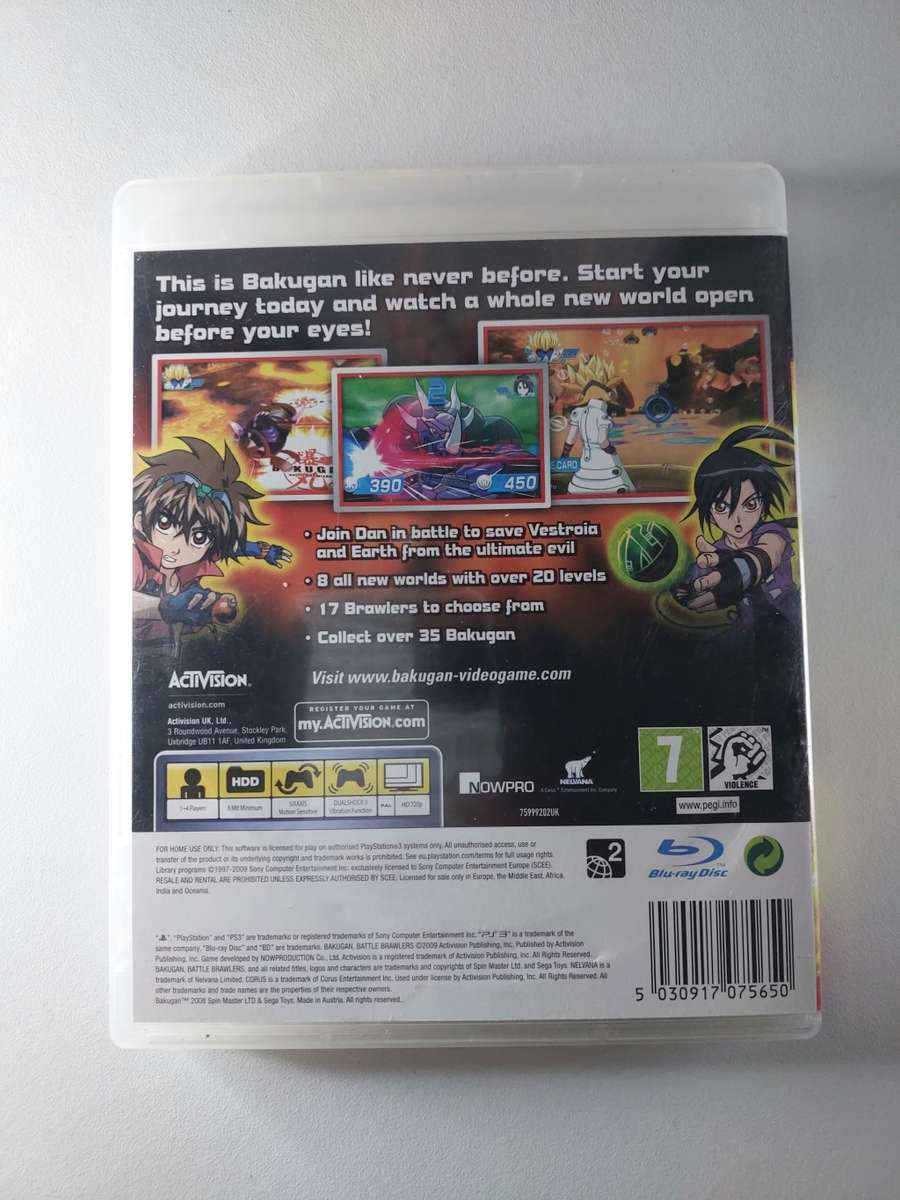 This is Bakugan like never before. Start your
journey today and watch a whole new world open
before your eyes!
2
390
450
CARD
• Join Dan in battle to save Vestroia
and Earth from the ultimate evil
• 8 all new worlds with over 20 levels
• 17 Brawlers to choose from
• Collect over 35 Bakugan
Visit www.bakugan-videogame.com
ACTIVISION.
activision.com
Activision UK, Ltd.,
3 Roundwood Avenue, Stockley Park,
Uxbridge UB11 1AF, United Kingdom
REGISTER YOUR GAME AT
my.ACTIVISION.com
HDD
1-4 Players
SIXAXIS
Motion Sensitive
DUALSHOCK 3
Vibration Function
PAL
HD 720p
NOWPRO
NELVANA
A Corus™ Entertainment Inc. Company
75999202UK
7
VIOLENCE
www.pegi.info
FOR HOME USE ONLY. This software is licensed for play on authorised PlayStation®3 systems only. All unauthorised access, use or
transfer of the product or its underlying copyright and trademark works is prohibited. See eu.playstation.com/terms for full usage rights.
Library programs ©1997-2009 Sony Computer Entertainment Inc. exclusively licensed to Sony Computer Entertainment Europe (SCEE).
RESALE AND RENTAL ARE PROHIBITED UNLESS EXPRESSLY AUTHORISED BY SCEE. Licensed for sale only in Europe, the Middle East, Africa,
India and Oceania.
2
Blu-ray Disc™
", "PlayStation" and "PS3" are trademarks or registered trademarks of Sony Computer Entertainment Inc. "PS3" is a trademark of the
same company. "Blu-ray Disc" and "BD" are trademarks. BAKUGAN, BATTLE BRAWLERS ©2009 Activision Publishing, Inc. Published by Activision
Publishing, Inc. Game developed by NOWPRODUCTION Co., Ltd. Activision is a registered trademark of Activision Publishing, Inc. All Rights Reserved.
BAKUGAN, BATTLE BRAWLERS, and all related titles, logos and characters are trademarks and copyrights of Spin Master Ltd. and Sega Toys. NELVANA is a
trademark of Nelvana Limited. CORUS is a trademark of Corus Entertainment Inc. Used under license by Activision Publishing, Inc. All Rights Reserved. All
other trademarks and trade names are the properties of their respective owners.
Bakugan™ 2008 Spin Master LTD & Sega Toys. Made in Austria. All rights reserved.
5 030917 075650